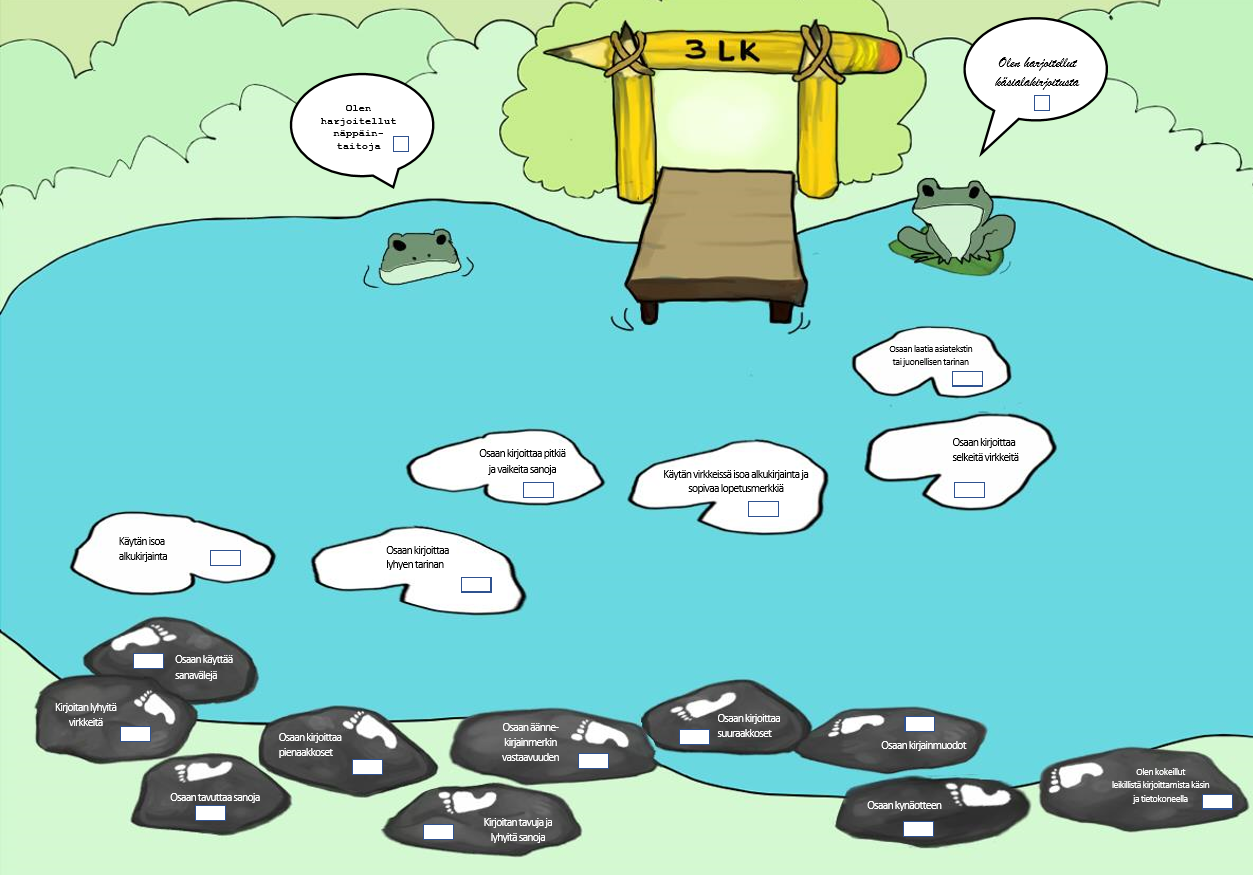 3 LK
Olen
harjoitellut
näppäin-
taitoja
Olen harjoitellut
käsialakirjoitusta
Osaan laatia asiatekstin
tai juonellisen tarinan
Osaan kirjoittaa
selkeitä virkkeitä
Osaan kirjoittaa pitkiä
ja vaikeita sanoja
Käytän virkkeissä isoa alkukirjainta ja
sopivaa lopetusmerkkiä
Käytän isoa
alkukirjainta
Osaan kirjoittaa
lyhyen tarinan
Osaan käyttää
sanavälejä
Kirjoitan lyhyitä
virkkeitä
Osaan kirjoittaa
pienaakkoset
Osaan äänne-
kirjainmerkin
vastaavuuden
Osaan kirjoittaa
suuraakkoset
Osaan kirjainmuodot
Osaan tavuttaa sanoja
Kirjoitan tavuja ja
lyhyitä sanoja
Osaan kynäotteen
Olen kokeillut
leikillistä kirjoittamista käsin
ja tietokoneella